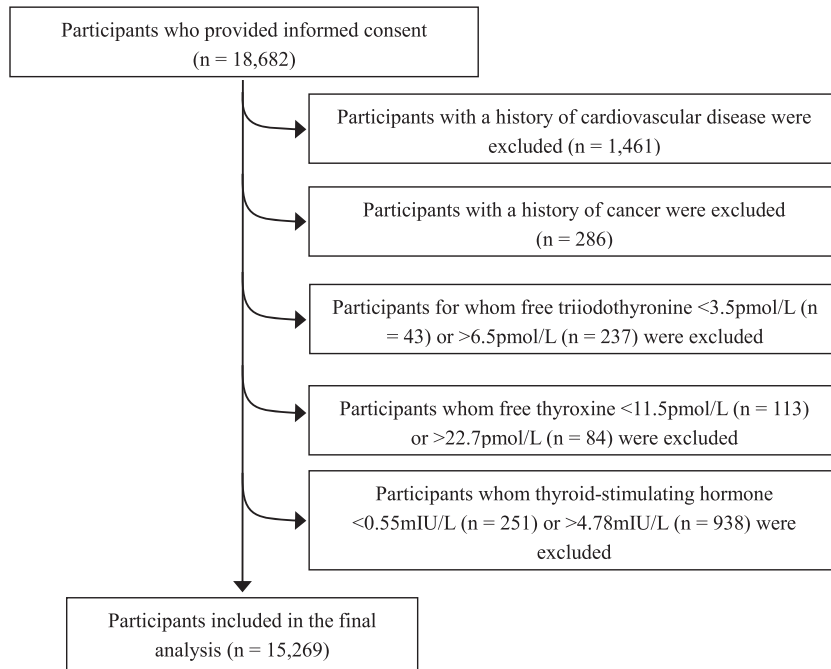 Participants who provided informed consent
(n = 18,682)
Participants with a history of cardiovascular disease were
excluded (n = 1,461)
Participants with a history of cancer were excluded
(n = 286)
Participants for whom free triiodothyronine <3.5pmol/L (n
= 43) or >6.5pmol/L (n = 237) were excluded
Participants whom free thyroxine <11.5pmol/L (n = 113)
or >22.7pmol/L (n = 84) were excluded
Participants whom thyroid-stimulating hormone
<0.55mIU/L (n = 251) or >4.78mIU/L (n = 938) were
excluded
Participants included in the final
analysis (n = 15,269)